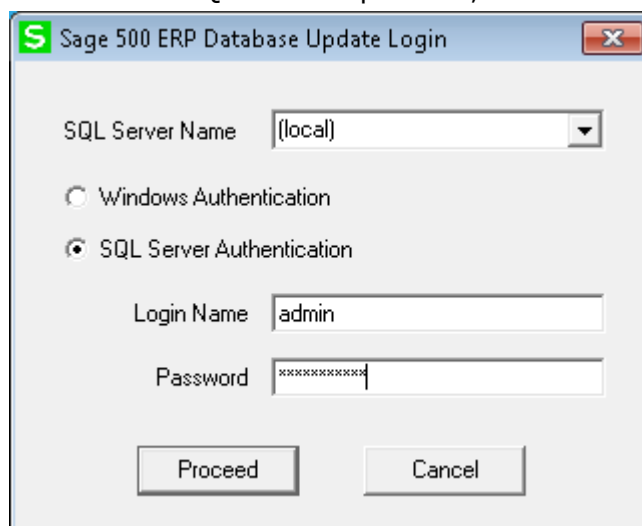 S Sage 500 ERP Database Update Login
SQL Server Name (local)
Windows Authentication
SQL Server Authentication
Login Name admin
Password ***********
Proceed Cancel